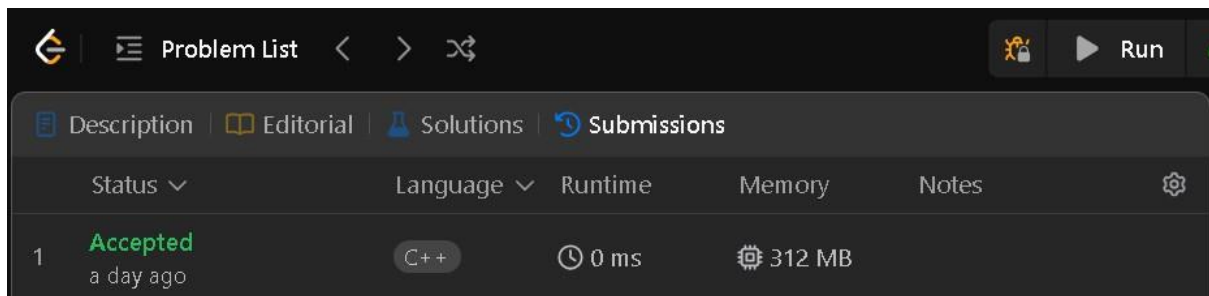 Problem List
Run
Description
Editorial
Solutions
Submissions
Status
Language
Runtime
Memory
Notes
1
Accepted
a day ago
C++
0 ms
312 MB